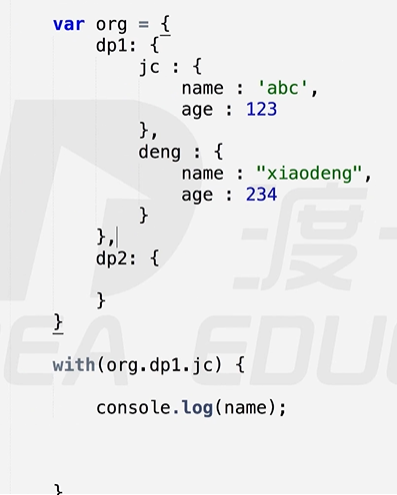 var org = {
    dp1: {
        jc : {
            name : 'abc',
            age : 123
        },
        deng : {
            name : "xiaodeng",
            age : 234
        }
    },
    dp2: {

    }
}
with(org.dp1.jc) {

    console.log(name);

}
渡一
EA EDU